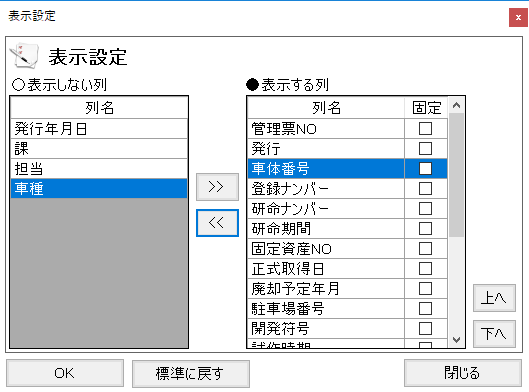 表示設定
表示設定
○表示しない列
列名
発行年月日
課
担当
車種
>>
<<
●表示する列
列名 固定
管理票NO
発行
車体番号
登録ナンバー
研命ナンバー
研命期間
固定資産NO
正式取得日
廃却予定年月
駐車場番号
開発符号
試作時期
上へ
下へ
OK
標準に戻す
閉じる